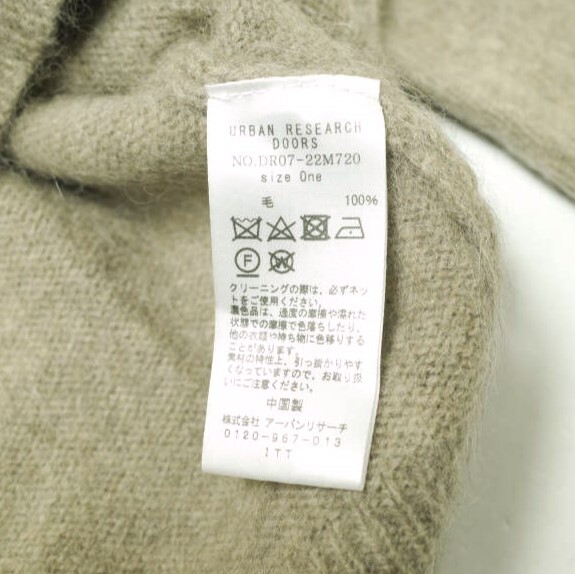 URBAN RESEARCH
DOORS
NO.DR07-22M720
size One
毛 100%
F W
クリーニングの際は、必ずネッ
トをご使用ください。
濃色品は、過度の摩擦や濡れた
状態での摩擦で色落ちしたり、
他の衣類や持ち物に色移りする
ことがあります。
素材の特性上、引っ掛かりやす
くなっていますので、お取り扱
いにご注意ください。
中国製
株式会社 アーバンリサーチ
0120-967-013
1TT